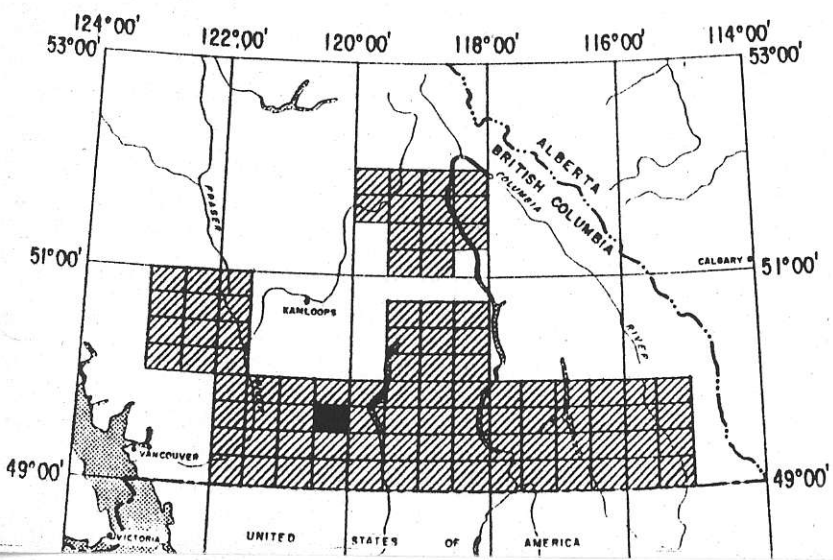 124°00'
122°00'
120°00'
118°00'
116°00'
114°00'
53°00'
53°00'
ALBERTA
BRITISH COLUMBIA
COLUMBIA
FRASER
51°00'
CALGARY
51°00'
KAMLOOPS
RIVER
VANCOUVER
49°00'
49°00'
VICTORIA
UNITED STATES OF AMERICA